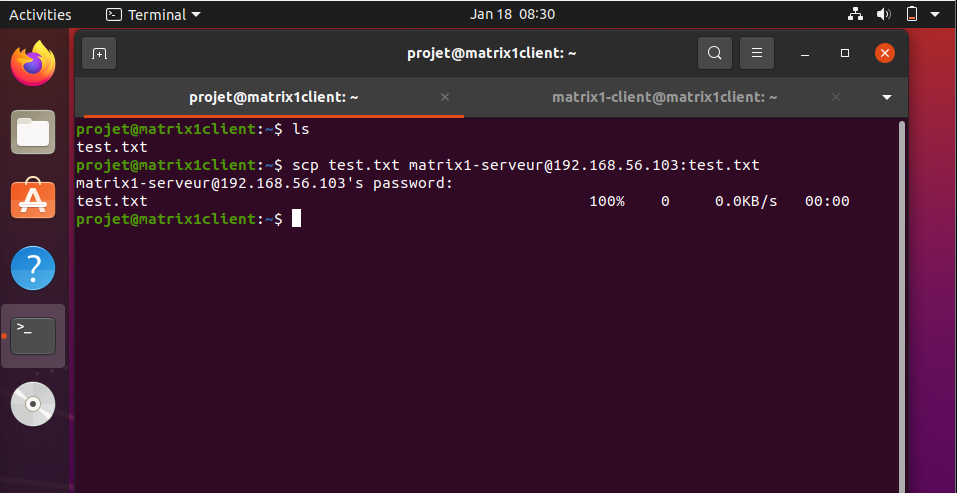 Activities Terminal Jan 18 08:30
projet@matrix1client: ~
projet@matrix1client: ~ matrix1-client@matrix1client: ~
projet@matrix1client:~$ ls
test.txt
projet@matrix1client:~$ scp test.txt matrix1-serveur@192.168.56.103:test.txt
matrix1-serveur@192.168.56.103's password:
test.txt 100% 0 0.0KB/s 00:00
projet@matrix1client:~$